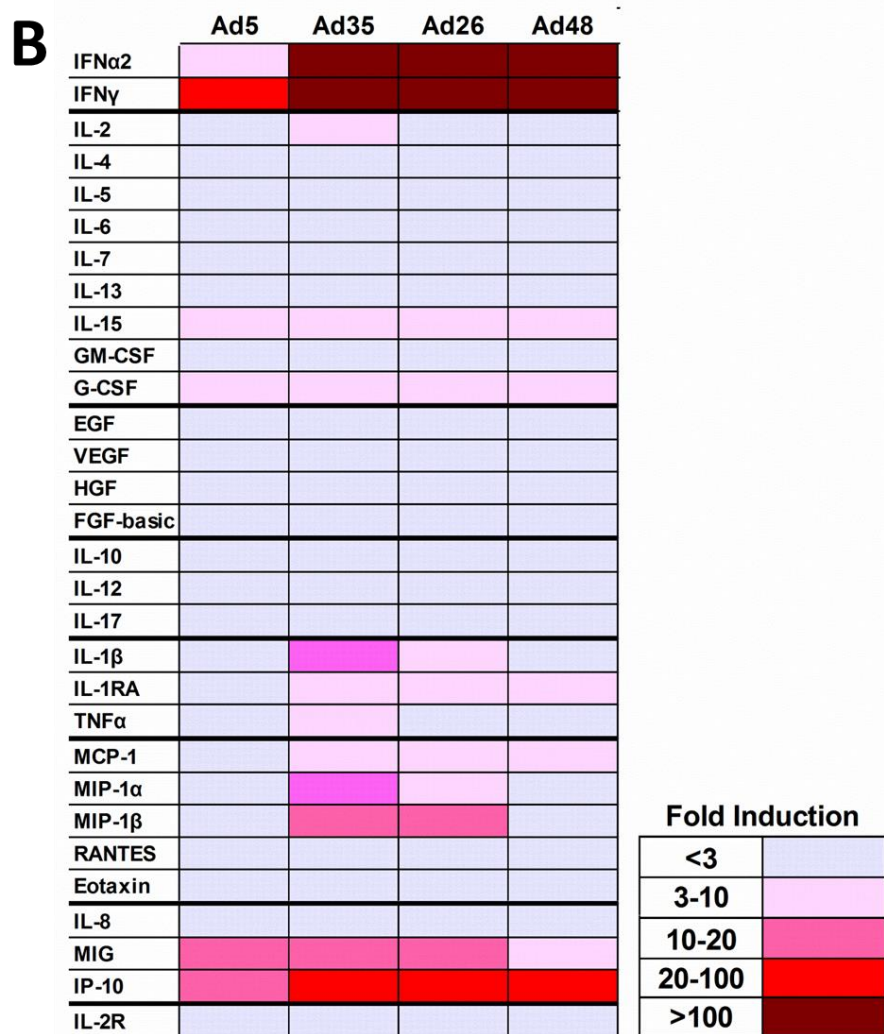 B
Ad5 Ad35 Ad26 Ad48
IFNα2
IFNγ
IL-2
IL-4
IL-5
IL-6
IL-7
IL-13
IL-15
GM-CSF
G-CSF
EGF
VEGF
HGF
FGF-basic
IL-10
IL-12
IL-17
IL-1β
IL-1RA
TNFα
MCP-1
MIP-1α
MIP-1β
RANTES
Eotaxin
IL-8
MIG
IP-10
IL-2R
Fold Induction
<3
3-10
10-20
20-100
>100